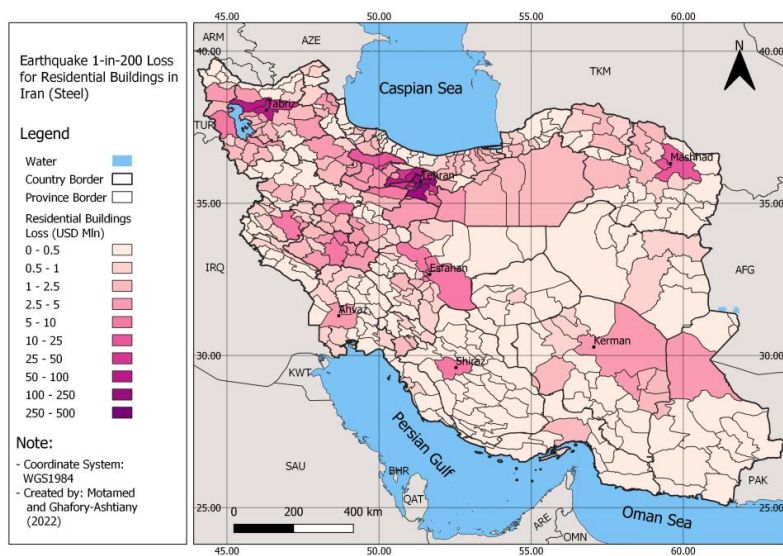 Earthquake 1-in-200 Loss
for Residential Buildings in
Iran (Steel)
Legend
Water
Country Border
Province Border
Residential Buildings
Loss (USD Mln)
0 - 0.5
0.5 - 1
1 - 2.5
2.5 - 5
5 - 10
10 - 25
25 - 50
50 - 100
100 - 250
250 - 500
Note:
- Coordinate System:
WGS1984
- Created by: Motamed
and Ghafory-Ashtiany
(2022)
45.00 50.00 55.00 60.00
40.00 40.00
ARM AZE TKM N
Caspian Sea
Tabriz
TUR
Mashhad
Tehran
35.00 35.00
IRQ Esfahan AFG
Ahvaz
Kerman
30.00 30.00
Shiraz
KWT
Persian Gulf
SAU BHR PAK
QAT
25.00 25.00
Oman Sea
0 200 400 km
ARE
OMN
45.00 50.00 55.00 60.00